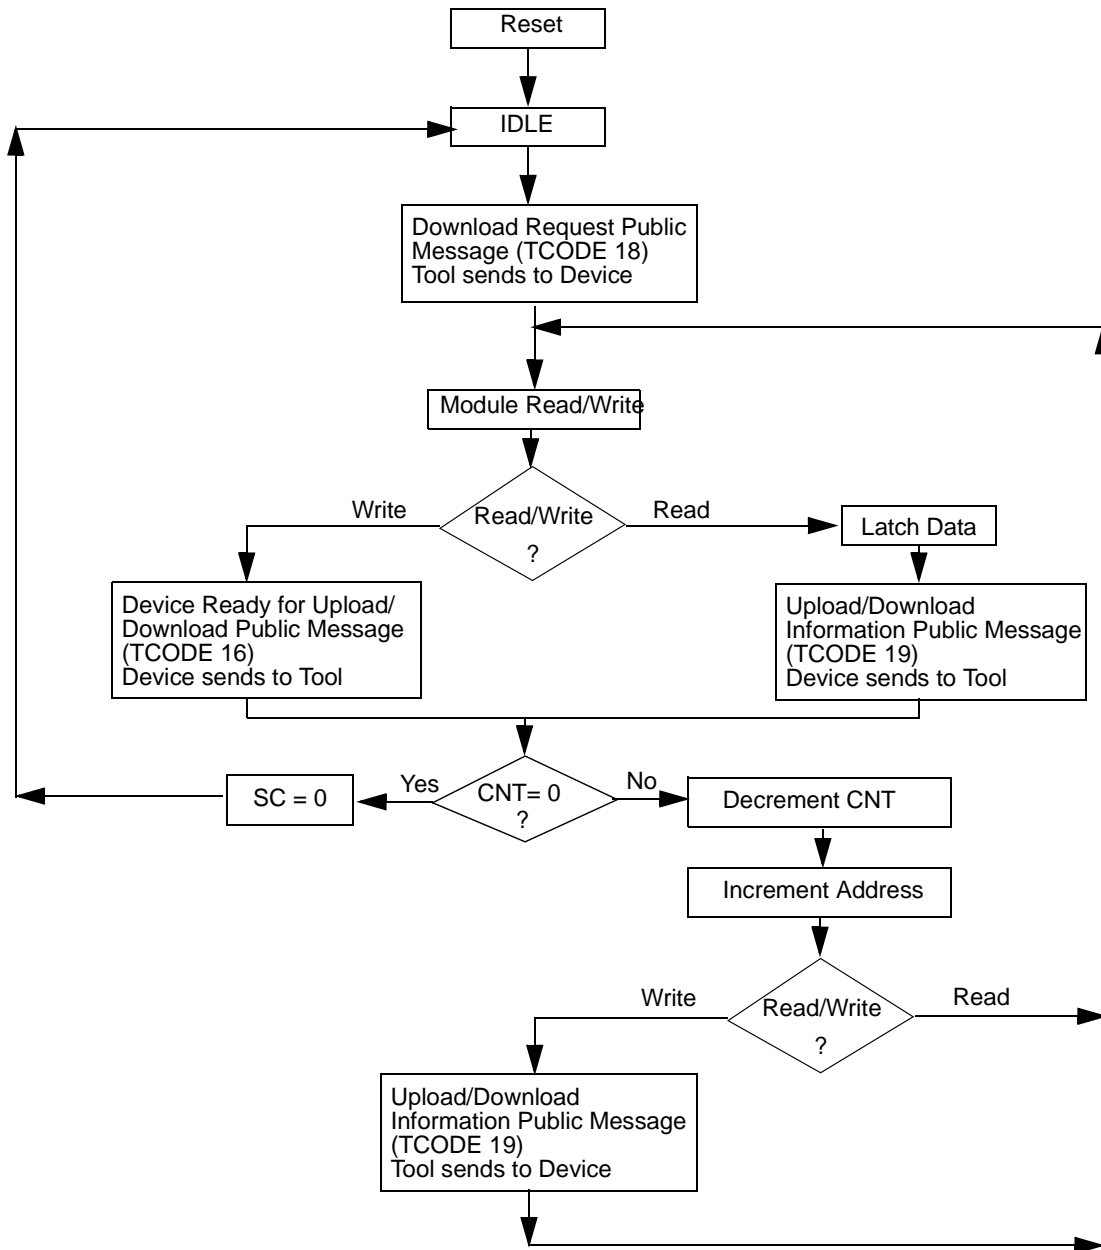 Reset
IDLE
Download Request Public
Message (TCODE 18)
Tool sends to Device
Module Read/Write
Write
Read/Write
?
Read
Latch Data
Device Ready for Upload/
Download Public Message
(TCODE 16)
Device sends to Tool
Upload/Download
Information Public Message
(TCODE 19)
Device sends to Tool
SC = 0
Yes
CNT= 0
?
No
Decrement CNT
Increment Address
Write
Read/Write
?
Read
Upload/Download
Information Public Message
(TCODE 19)
Tool sends to Device